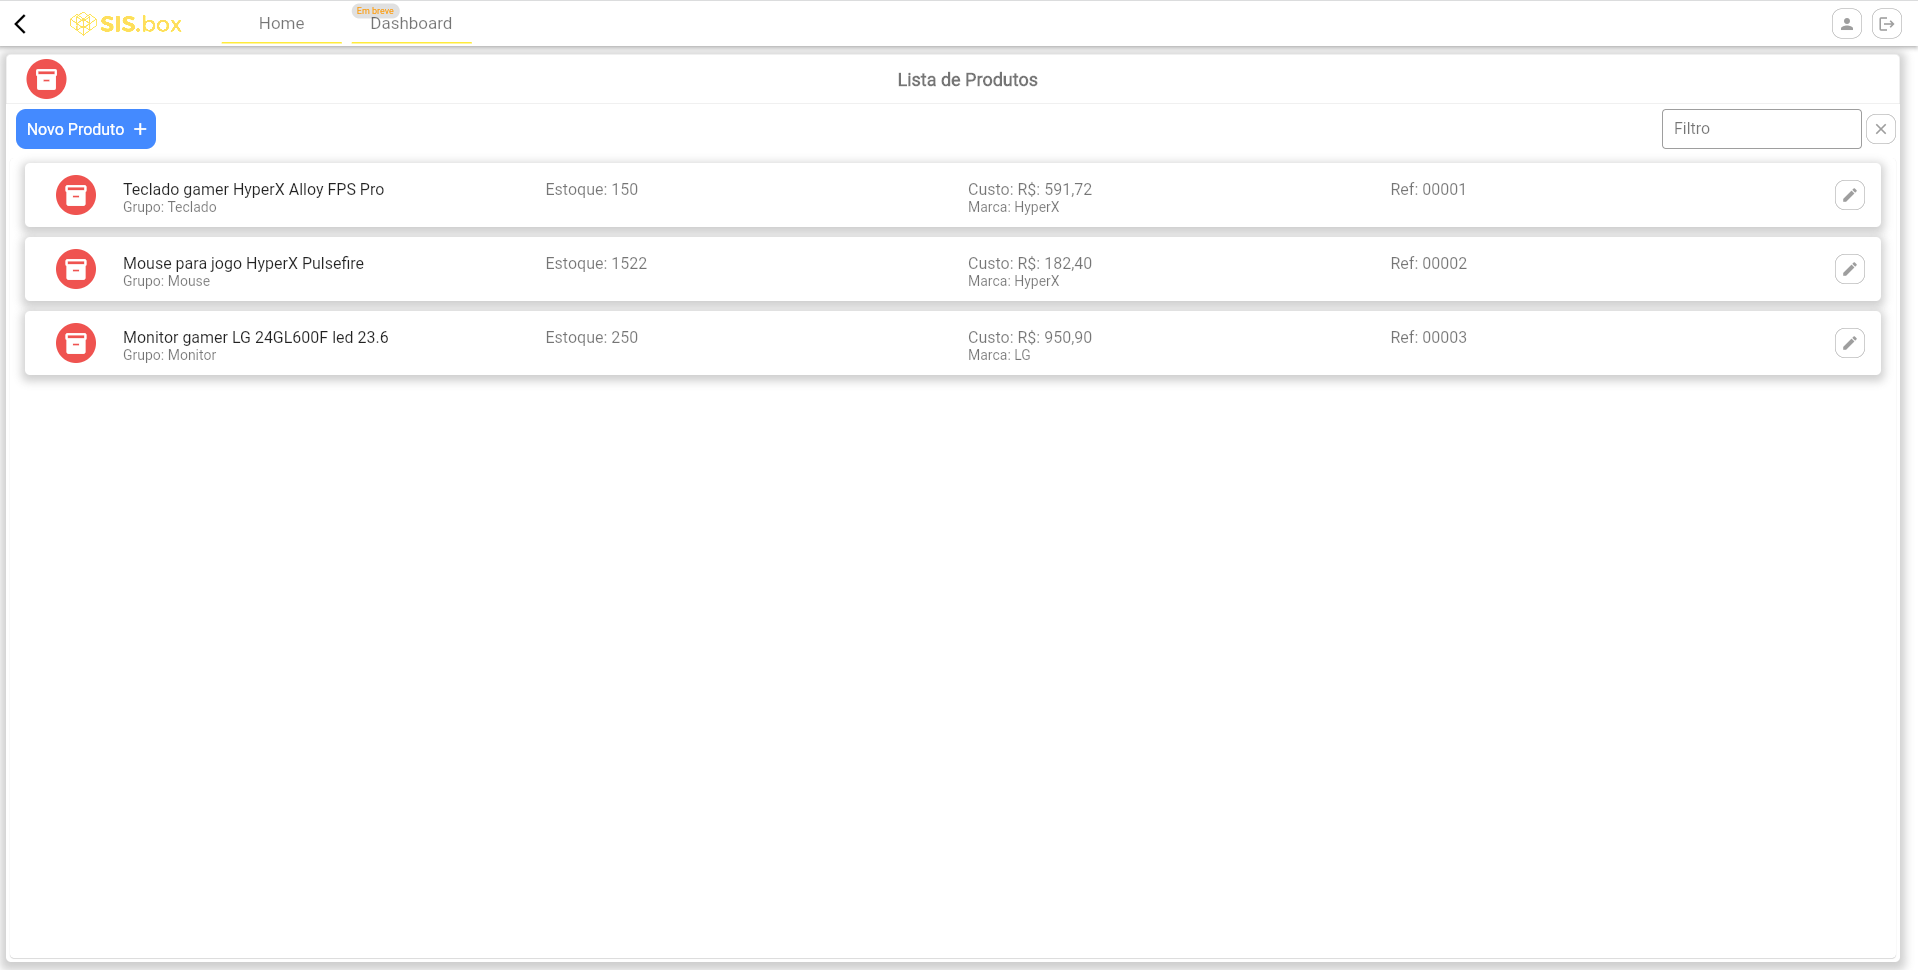 SIS.box
Home
Em breve
Dashboard
Lista de Produtos
Novo Produto +
Filtro
Teclado gamer HyperX Alloy FPS Pro
Grupo: Teclado
Estoque: 150
Custo: R$: 591,72
Marca: HyperX
Ref: 00001
Mouse para jogo HyperX Pulsefire
Grupo: Mouse
Estoque: 1522
Custo: R$: 182,40
Marca: HyperX
Ref: 00002
Monitor gamer LG 24GL600F led 23.6
Grupo: Monitor
Estoque: 250
Custo: R$: 950,90
Marca: LG
Ref: 00003